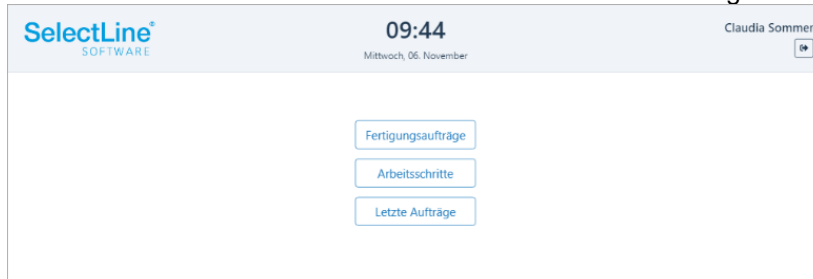 SelectLine®
SOFTWARE
09:44
Mittwoch, 06. November
Claudia Sommer
Fertigungsaufträge
Arbeitsschritte
Letzte Aufträge